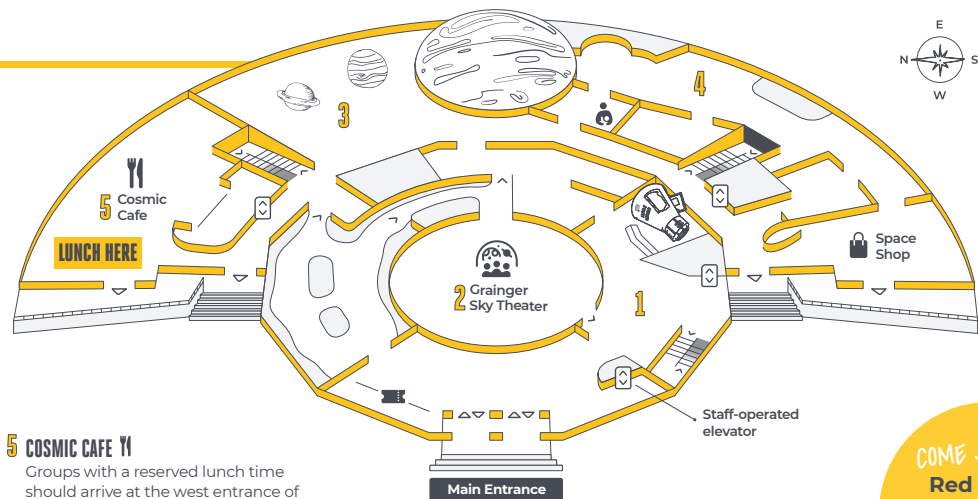 E
N
S
W
3
4
5 Cosmic
Cafe
LUNCH HERE
Space
Shop
2 Grainger
Sky Theater
1
Staff-operated
elevator
5 COSMIC CAFE
Groups with a reserved lunch time
should arrive at the west entrance of
Main Entrance
COME
Red